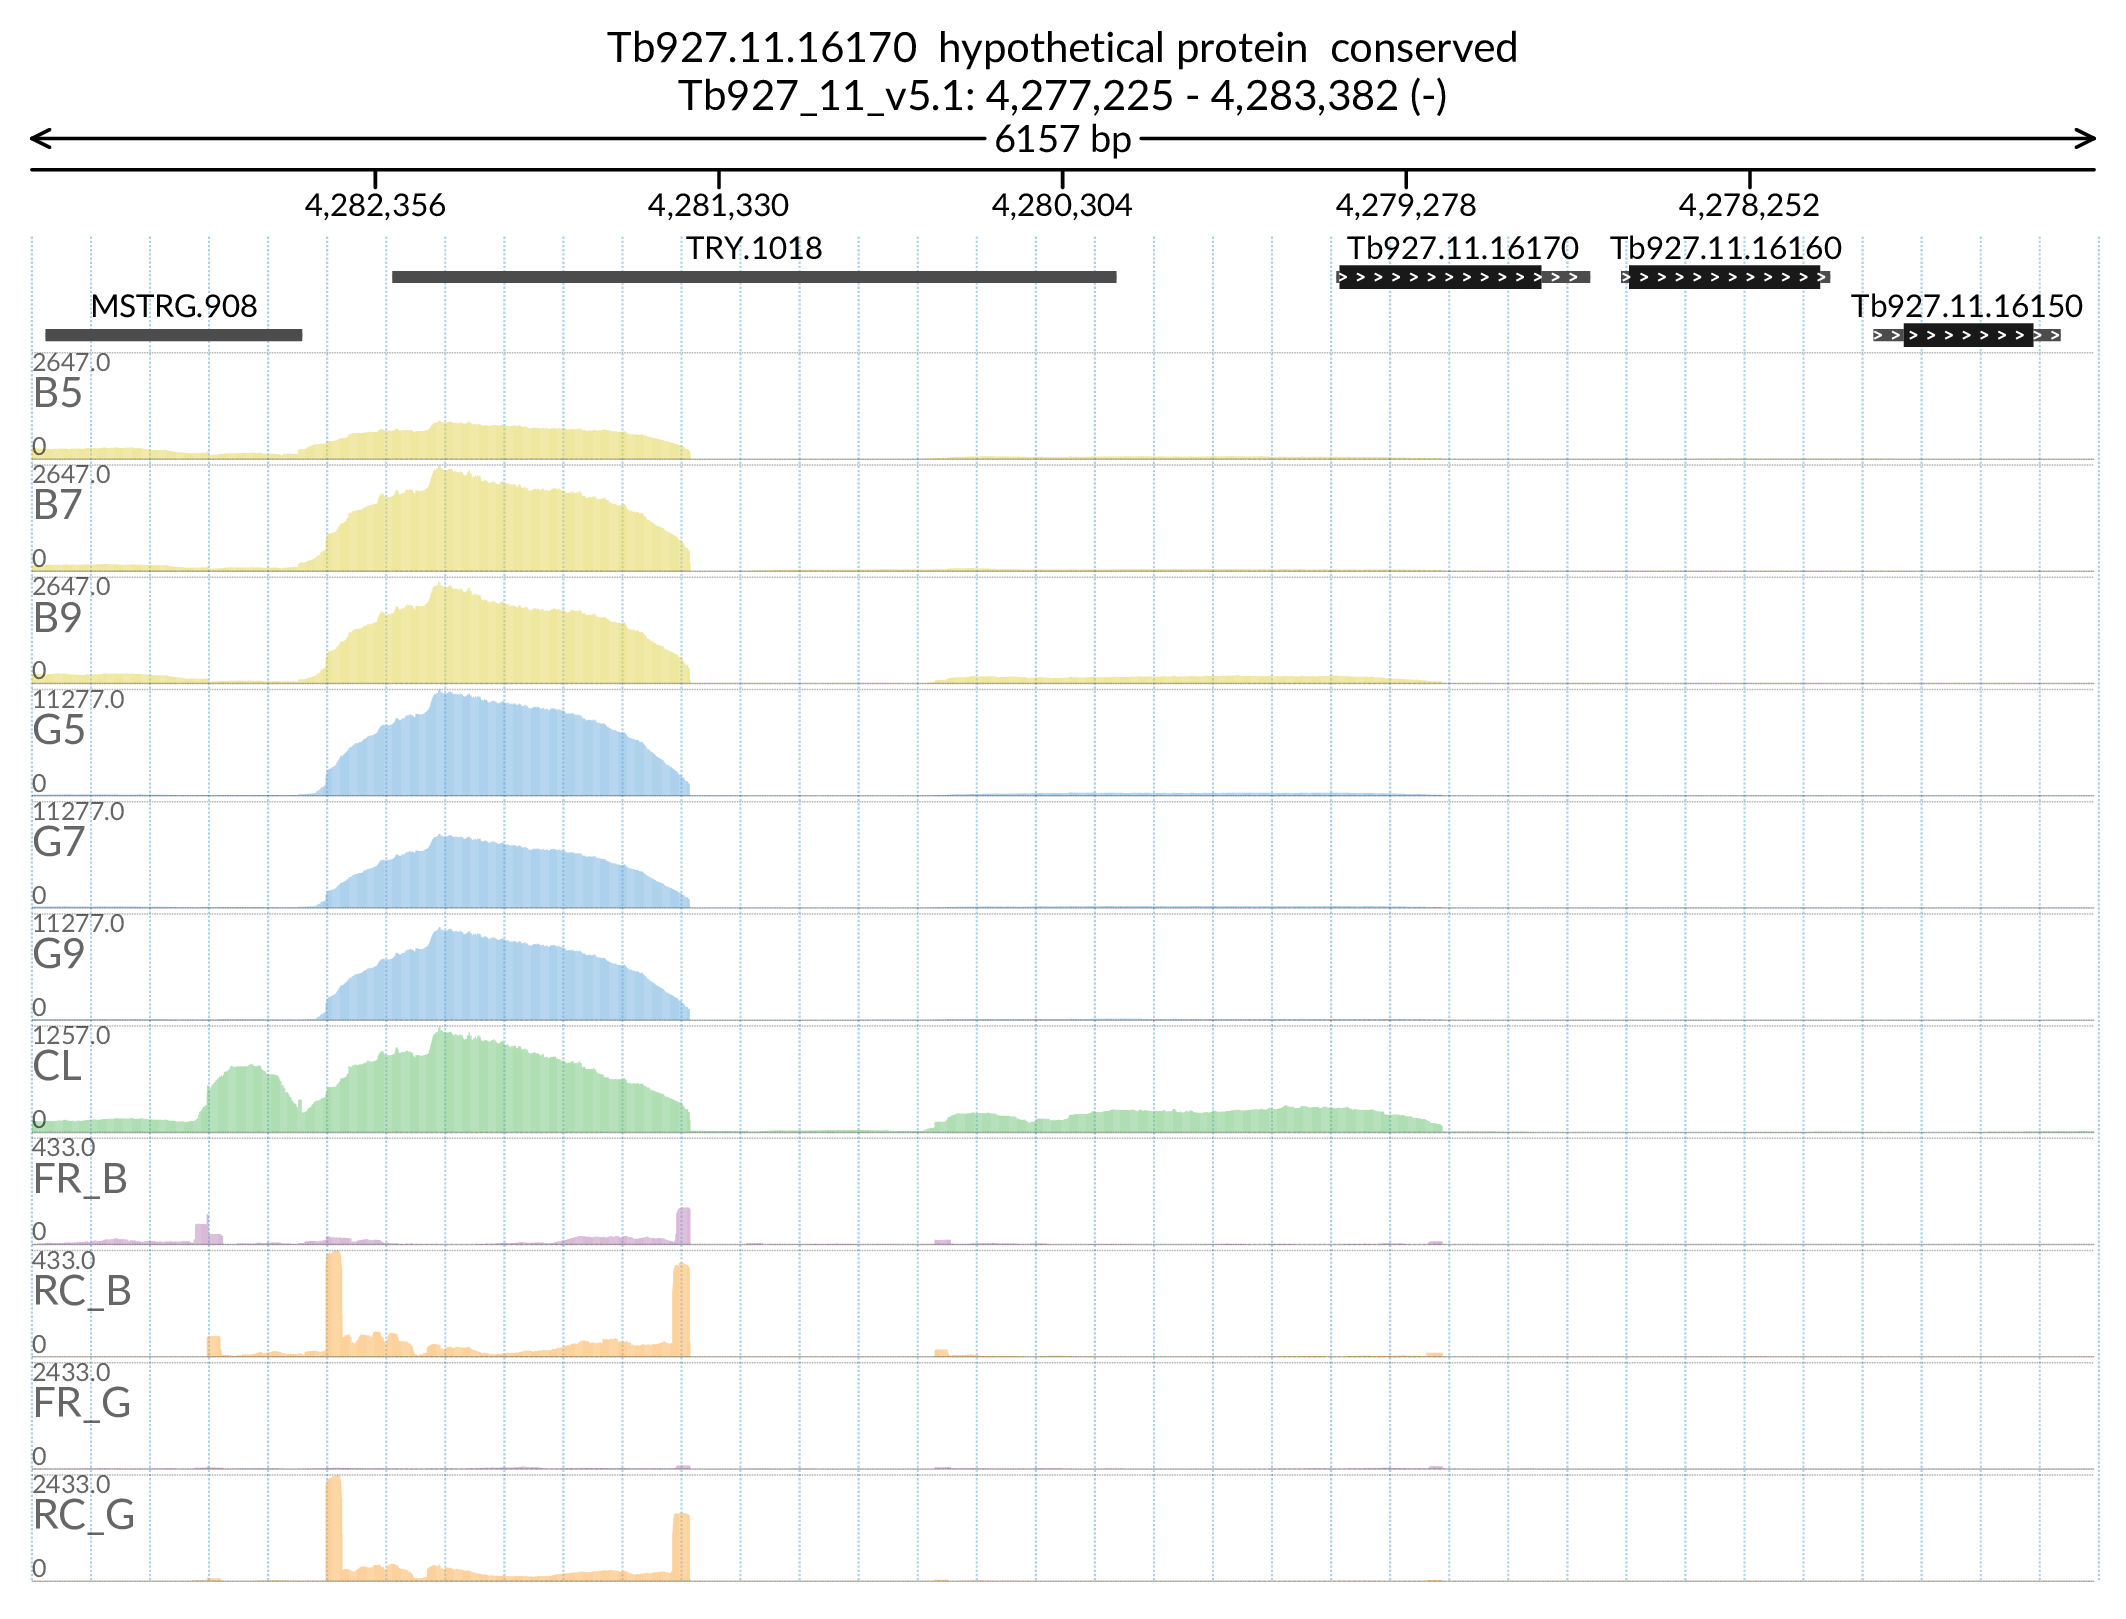 Tb927.11.16170  hypothetical protein  conserved
Tb927_11_v5.1: 4,277,225 - 4,283,382 (-)
6157 bp
4,282,356 4,281,330 4,280,304 4,279,278 4,278,252
TRY.1018 Tb927.11.16170 Tb927.11.16160
MSTRG.908 Tb927.11.16150
2647.0
B5
0
2647.0
B7
0
2647.0
B9
0
11277.0
G5
0
11277.0
G7
0
11277.0
G9
0
1257.0
CL
0
433.0
FR_B
0
433.0
RC_B
0
2433.0
FR_G
0
2433.0
RC_G
0